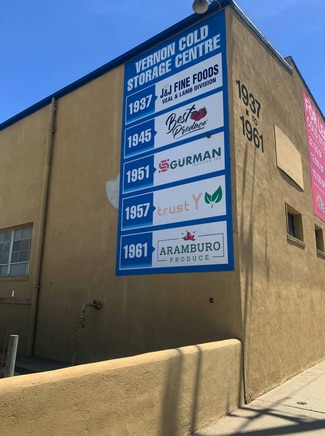 VERNON COLD
STORAGE CENTRE
1937 J&J FINE FOODS
VEAL & LAMB DIVISION
1945 Best
Produce
1951 GURMAN
1957 trust Y
1961 ARAMBURO
PRODUCE
1937
1961